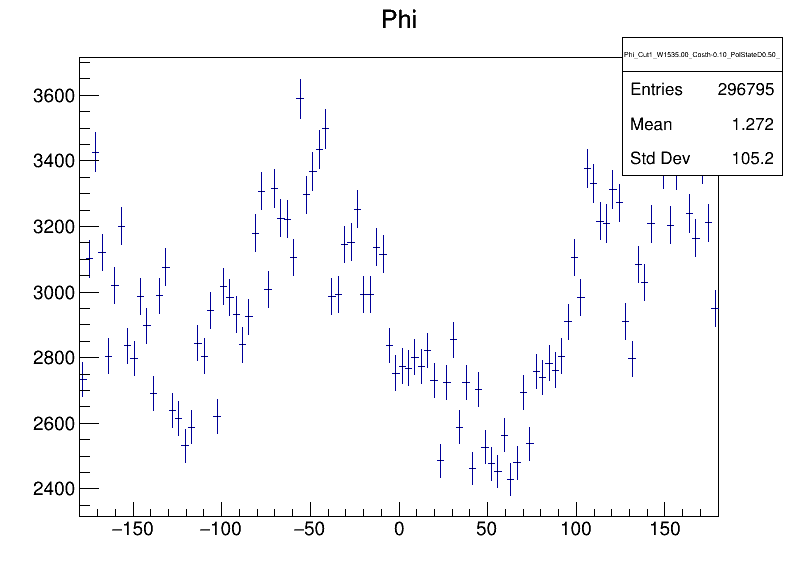 Phi
Phi_Cut1_W1535.00_Costh-0.10_PolStateD0.50_
Entries 296795
Mean 1.272
Std Dev 105.2
3600
3400
3200
3000
2800
2600
2400
−150 −100 −50 0 50 100 150